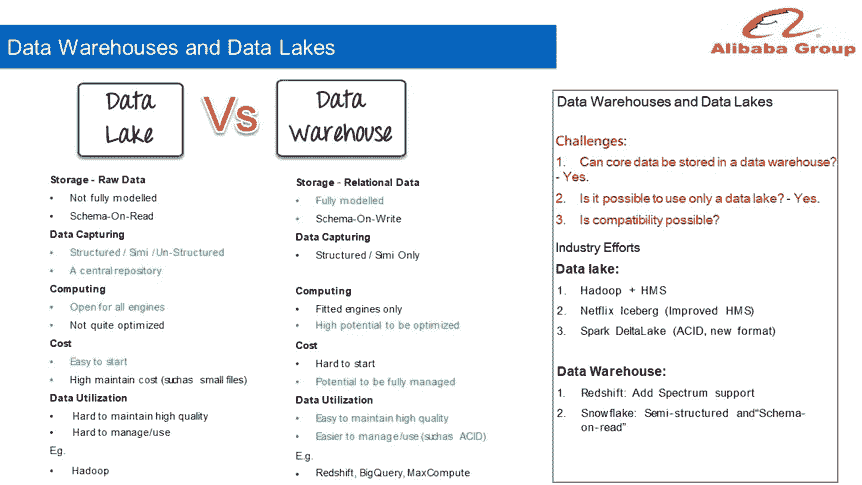 Data Warehouses and Data Lakes
Alibaba Group
Data
Lake
Vs
Data
Warehouse
Storage - Raw Data
• Not fully modelled
• Schema-On-Read
Data Capturing
• Structured / Simi / Un-Structured
• A central repository
Computing
• Open for all engines
• Not quite optimized
Cost
• Easy to start
• High maintain cost (suchas small files)
Data Utilization
• Hard to maintain high quality
• Hard to manage/use
E.g.
• Hadoop
Storage - Relational Data
• Fully modelled
• Schema-On-Write
Data Capturing
• Structured / Simi Only
Computing
• Fitted engines only
• High potential to be optimized
Cost
• Hard to start
• Potential to be fully managed
Data Utilization
• Easy to maintain high quality
• Easier to manage/use (suchas ACID)
E.g.
• Redshift, BigQuery, MaxCompute
Data Warehouses and Data Lakes
Challenges:
1. Can core data be stored in a data warehouse?
- Yes.
2. Is it possible to use only a data lake? - Yes.
3. Is compatibility possible?
Industry Efforts
Data lake:
1. Hadoop + HMS
2. Netflix Iceberg (Improved HMS)
3. Spark DeltaLake (ACID, new format)
Data Warehouse:
1. Redshift: Add Spectrum support
2. Snowflake: Semi-structured and“Schema-
on-read”